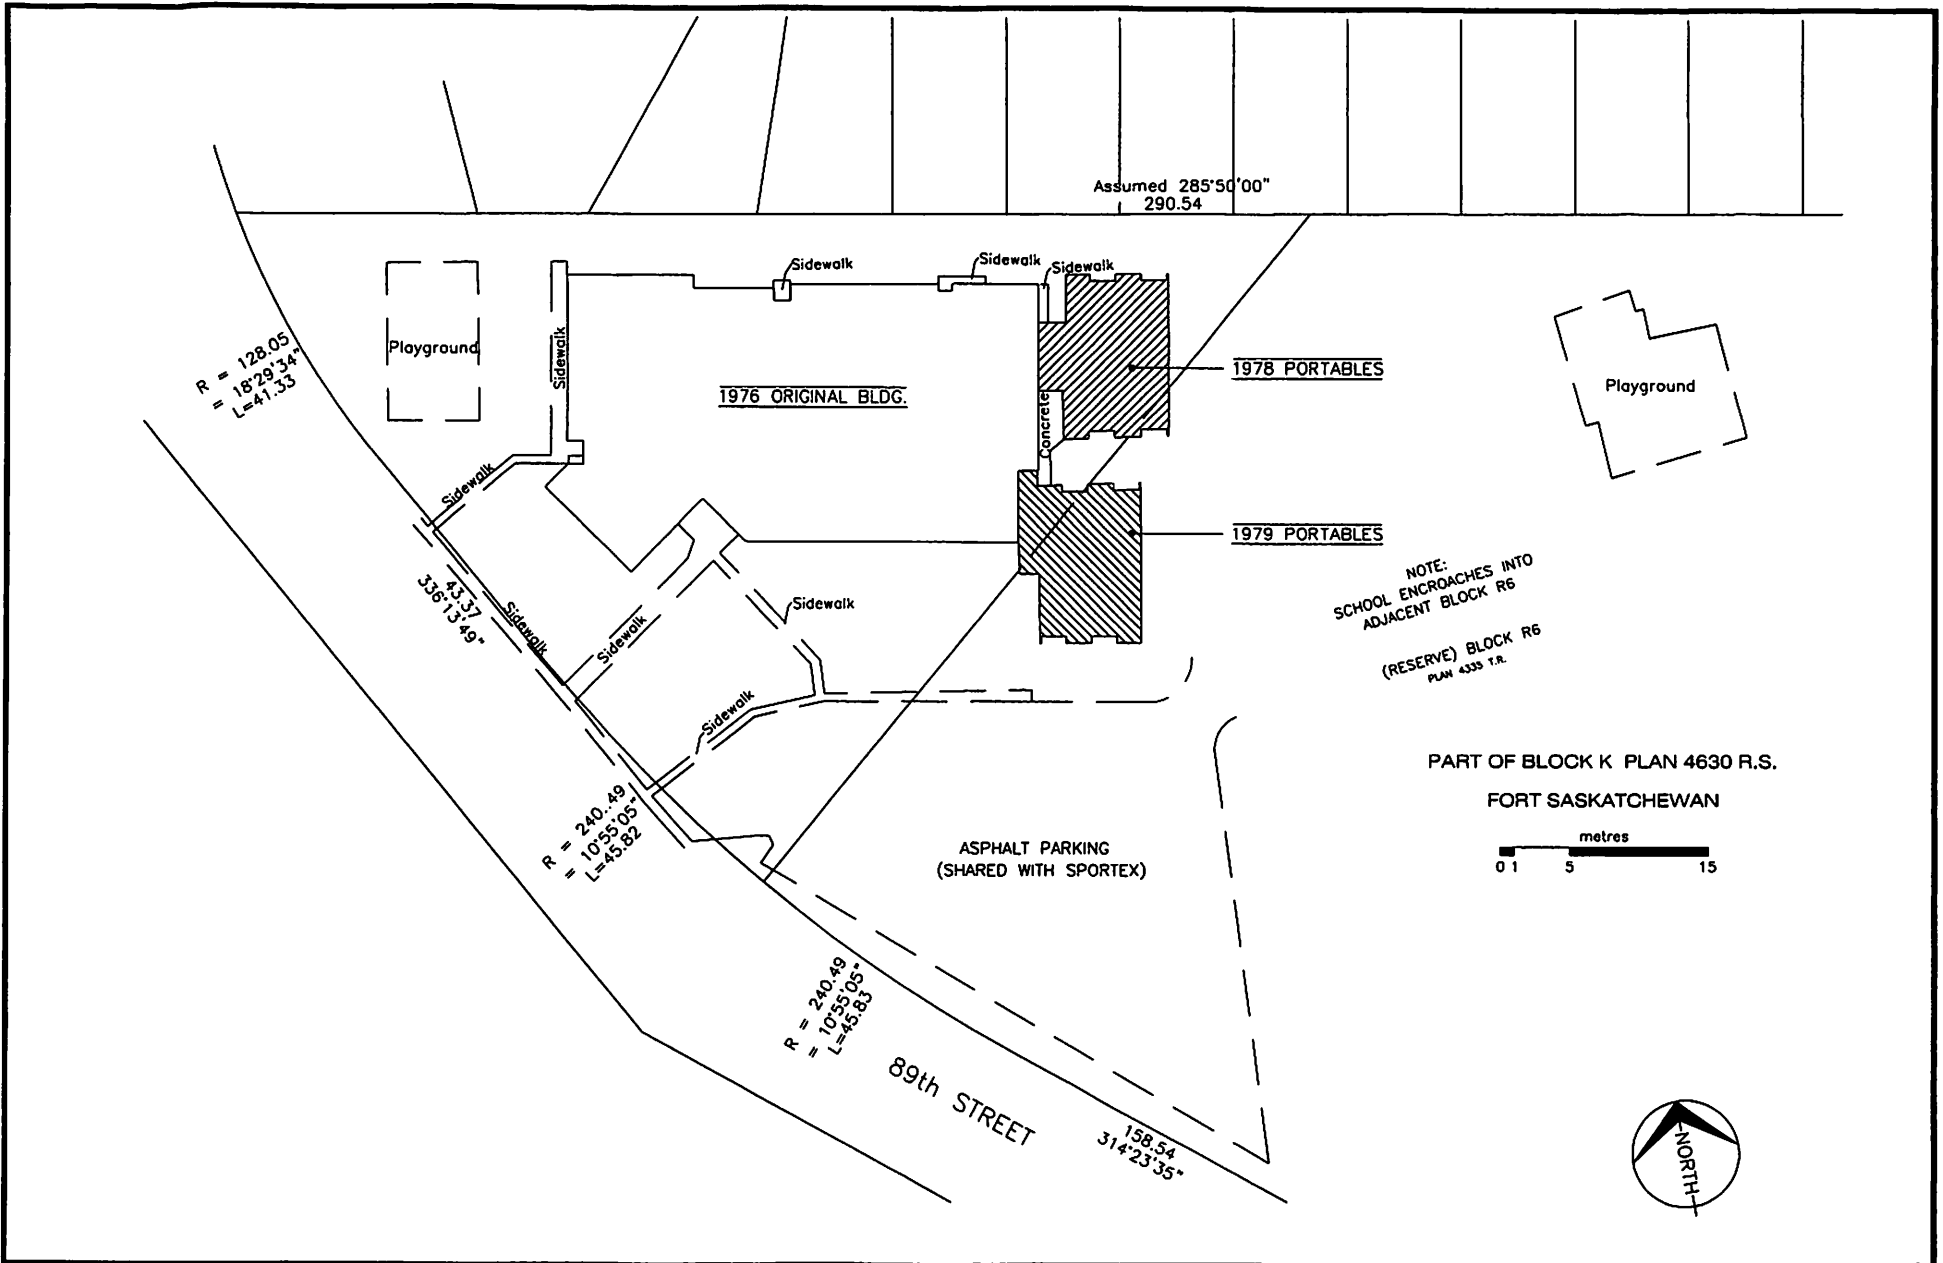 Assumed 285°50'00"
290.54
Sidewalk
Sidewalk
Sidewalk
R = 128.05
= 18°29'34"
L=41.33
Playground
Sidewalk
1976 ORIGINAL BLDG.
1978 PORTABLES
Playground
Concrete
Sidewalk
1979 PORTABLES
43.37
336°13'49"
Sidewalk
Sidewalk
Sidewalk
NOTE:
SCHOOL ENCROACHES INTO
ADJACENT BLOCK R6
(RESERVE) BLOCK R6
PLAN 4335 T.R.
Sidewalk
PART OF BLOCK K PLAN 4630 R.S.
FORT SASKATCHEWAN
metres
0 1 5 15
R = 240..49
= 10°55'05"
L=45.82
ASPHALT PARKING
(SHARED WITH SPORTEX)
R = 240.49
= 10°55'05"
L=45.83
89th STREET
158.54
314°23'35"
NORTH